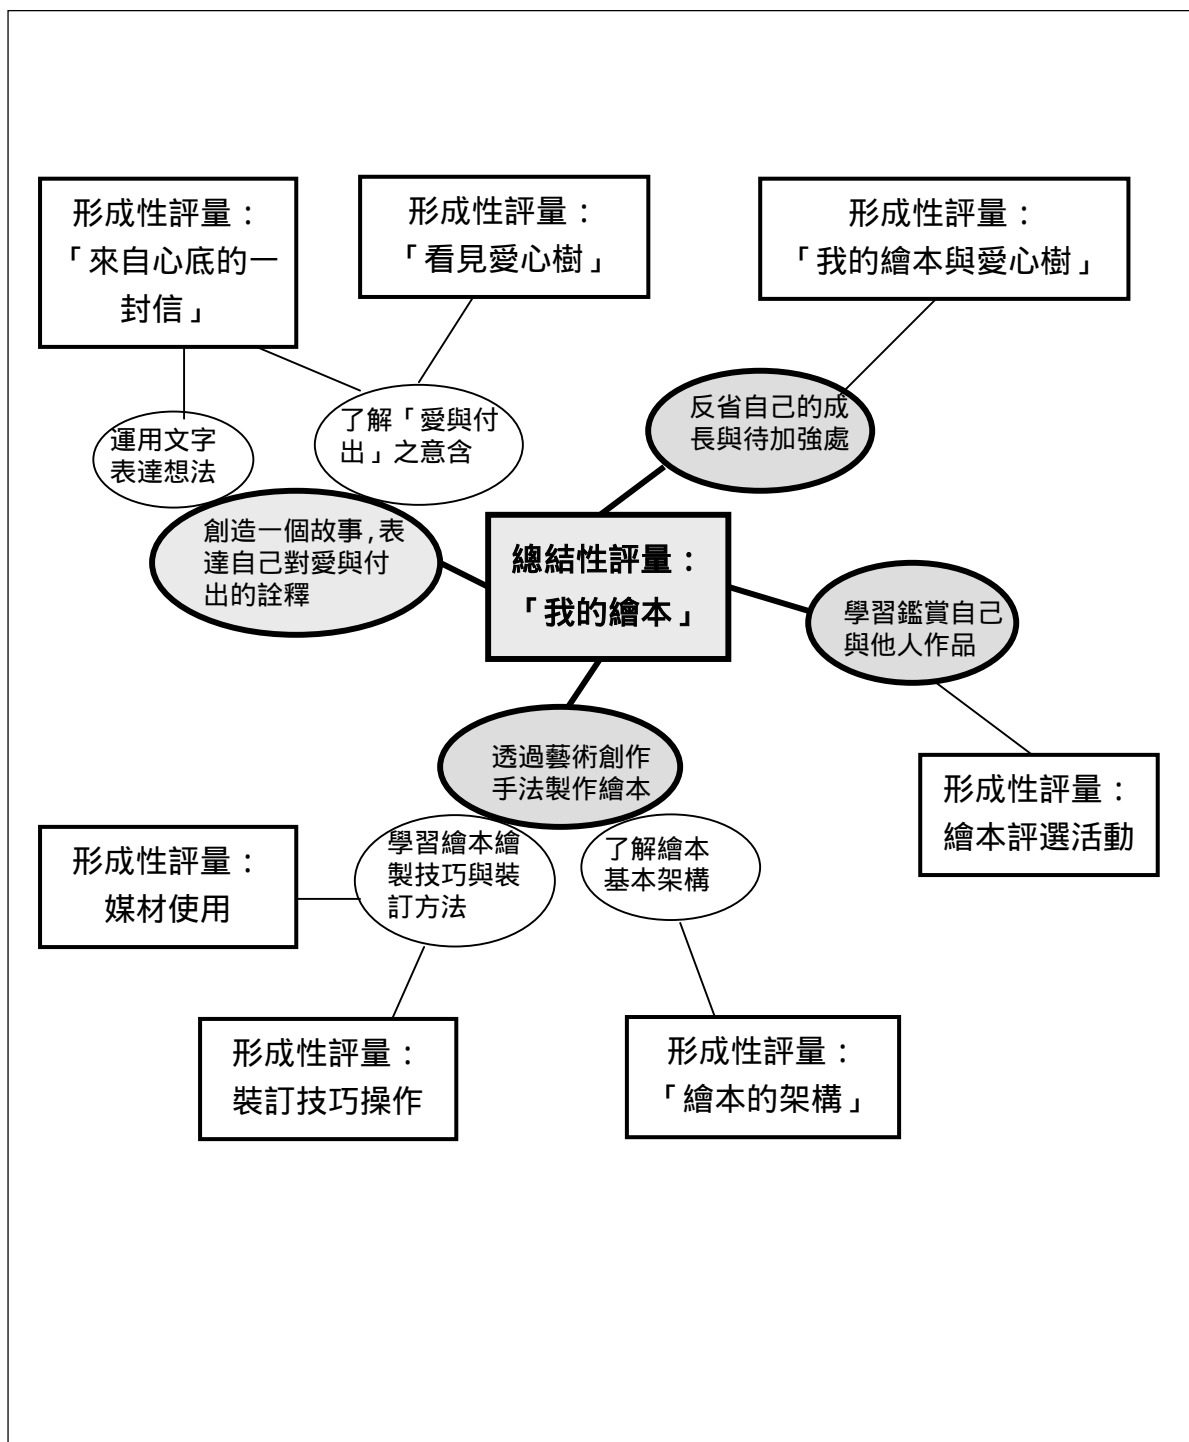 形成性評量：
「來自心底的一
封信」
形成性評量：
「看見愛心樹」
形成性評量：
「我的繪本與愛心樹」
運用文字
表達想法
了解「愛與付
出」之意含
反省自己的成
長與待加強處
創造一個故事,表
達自己對愛與付
出的詮釋
總結性評量：
「我的繪本」
學習鑑賞自己
與他人作品
透過藝術創作
手法製作繪本
形成性評量：
繪本評選活動
形成性評量：
媒材使用
學習繪本繪
製技巧與裝
訂方法
了解繪本
基本架構
形成性評量：
裝訂技巧操作
形成性評量：
「繪本的架構」